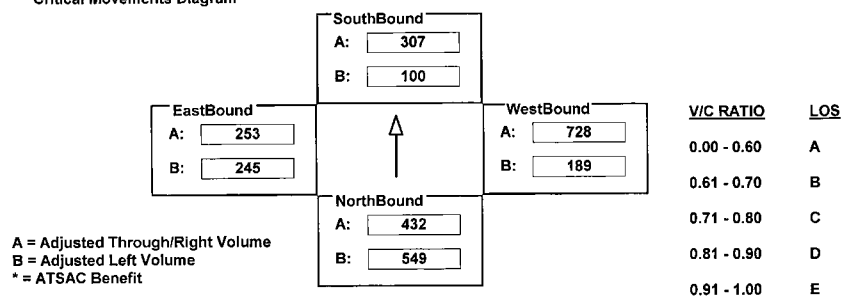 Critical Movements Diagram
SouthBound
A: 307
B: 100
EastBound
A: 253
B: 245
WestBound
A: 728
B: 189
NorthBound
A: 432
B: 549
A = Adjusted Through/Right Volume
B = Adjusted Left Volume
* = ATSAC Benefit
V/C RATIO LOS
0.00 - 0.60 A
0.61 - 0.70 B
0.71 - 0.80 C
0.81 - 0.90 D
0.91 - 1.00 E